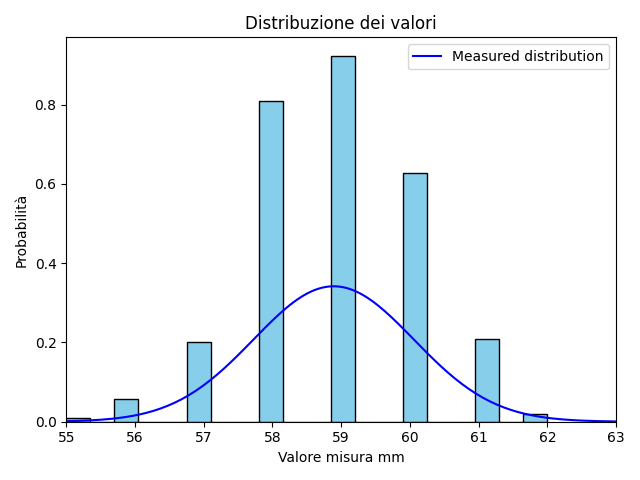 Distribuzione dei valori
Measured distribution
Probabilità
0.8
0.6
0.4
0.2
0.0
55 56 57 58 59 60 61 62 63
Valore misura mm